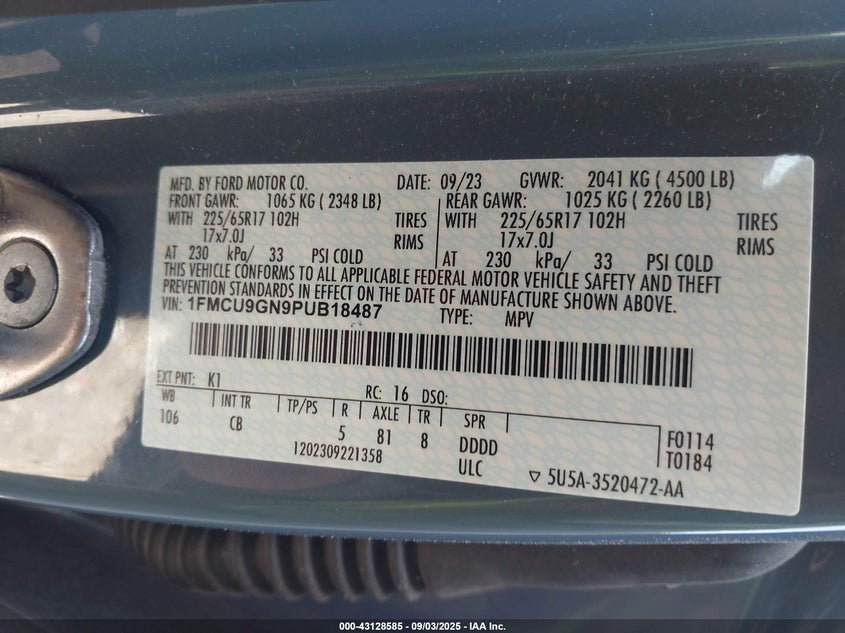 MFD. BY FORD MOTOR CO. DATE: 09/23 GVWR: 2041 KG ( 4500 LB)
FRONT GAWR: 1065 KG ( 2348 LB) REAR GAWR: 1025 KG ( 2260 LB)
WITH 225/65R17 102H TIRES WITH 225/65R17 102H TIRES
17x7.0J RIMS 17x7.0J RIMS
AT 230 kPa/ 33 PSI COLD AT 230 kPa/ 33 PSI COLD
THIS VEHICLE CONFORMS TO ALL APPLICABLE FEDERAL MOTOR VEHICLE SAFETY AND THEFT
PREVENTION STANDARDS IN EFFECT ON THE DATE OF MANUFACTURE SHOWN ABOVE.
VIN: 1FMCU9GN9PUB18487 TYPE: MPV
EXT PNT: K1 RC: 16 DSO:
WB INT TR TP/PS R AXLE TR SPR
106 CB 5 81 8 DDDD F0114
1202309221358 ULC T0184
▽ 5U5A-3520472-AA
000-43128585 - 09/03/2025 - IAA Inc.